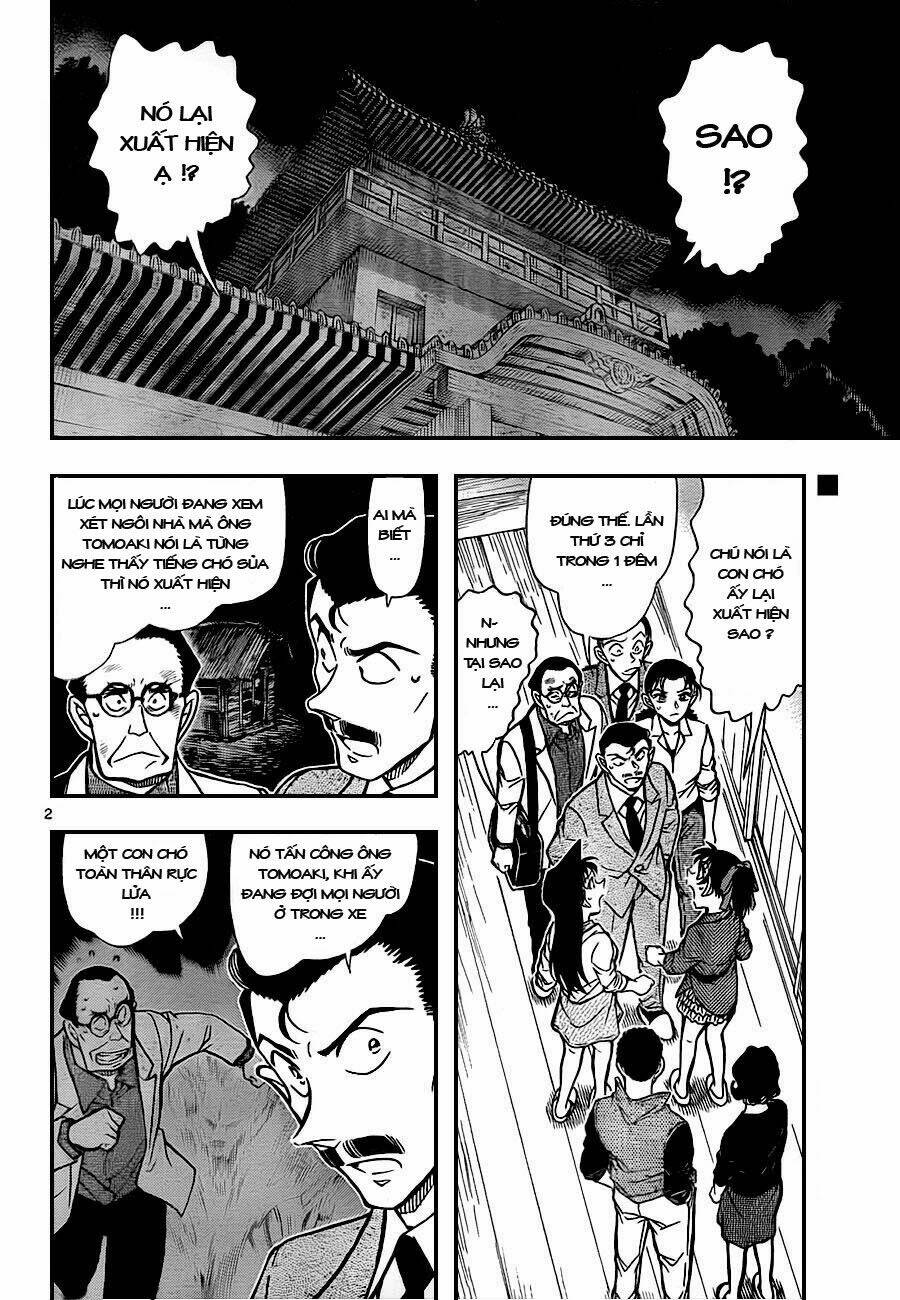 SAO
!?
NÓ LẠI
XUẤT HIỆN
Ạ !?
CHÚ NÓI LÀ
CON CHÓ
ẤY LẠI
XUẤT HIỆN
SAO ?
ĐÚNG THẾ. LẦN
THỨ 3 CHỈ
TRONG 1 ĐÊM
...
N-
NHƯNG
TẠI SAO
LẠI
...
AI MÀ
BIẾT
...
LÚC MỌI NGƯỜI ĐANG XEM
XÉT NGÔI NHÀ MÀ ÔNG
TOMOAKI NÓI LÀ TỪNG
NGHE THẤY TIẾNG CHÓ SỦA
THÌ NÓ XUẤT HIỆN
...
2
NÓ TẤN CÔNG ÔNG
TOMOAKI, KHI ẤY
ĐANG ĐỢI MỌI NGƯỜI
Ở TRONG XE
...
MỘT CON CHÓ
TOÀN THÂN RỰC
LỬA
!!!